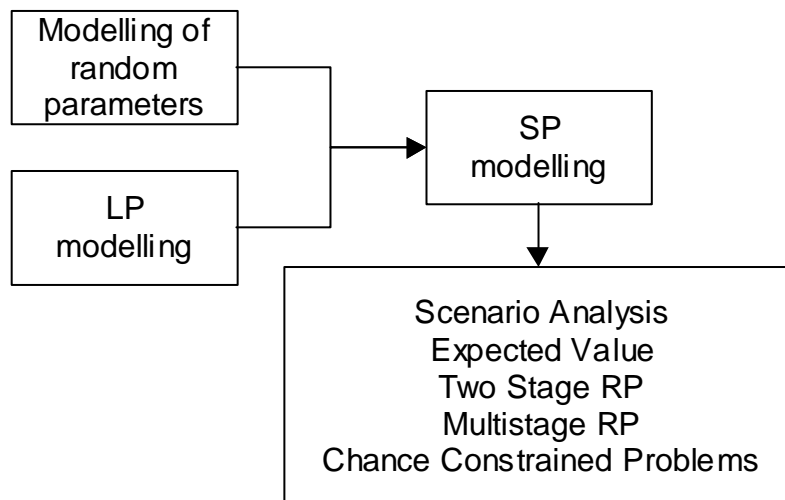 Modelling of
random
parameters
LP
modelling
SP
modelling
Scenario Analysis
Expected Value
Two Stage RP
Multistage RP
Chance Constrained Problems